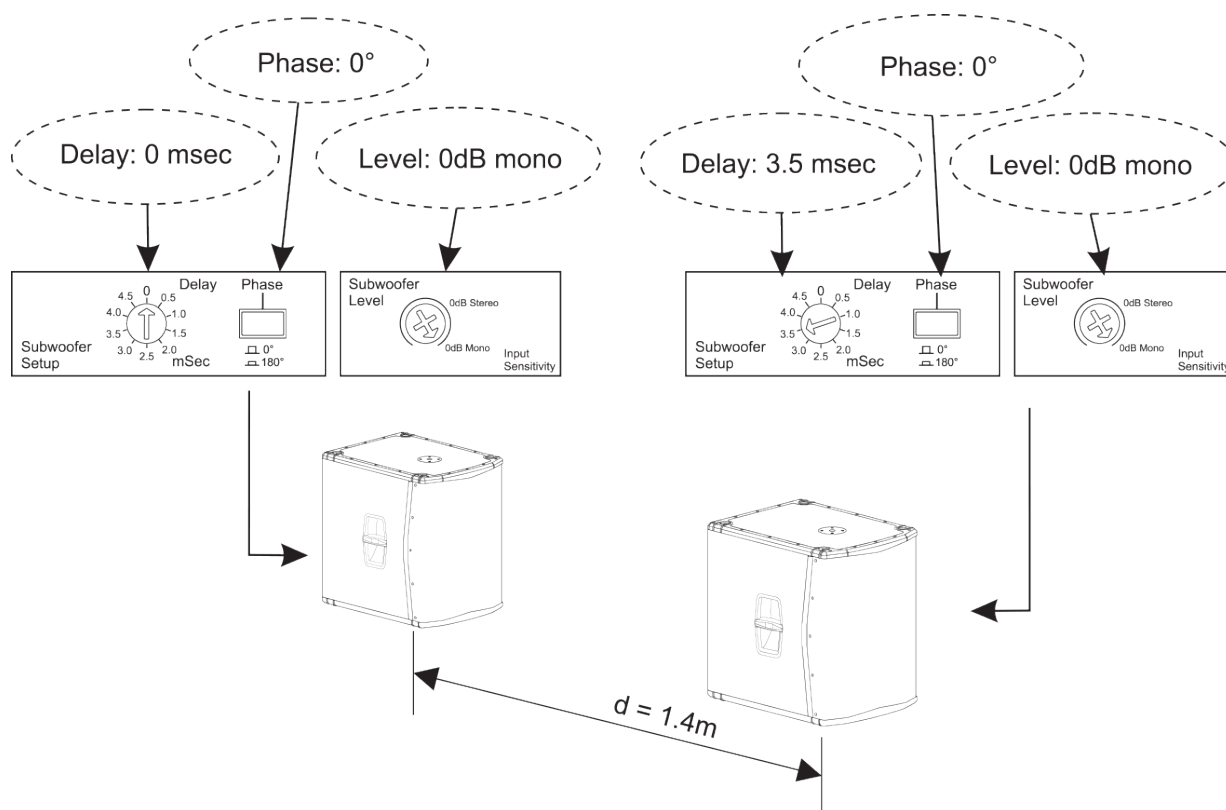 Phase: 0°
Delay: 0 msec
Level: 0dB mono
Subwoofer
Setup
Delay
0
0.5
1.0
1.5
2.0
2.5
3.0
3.5
4.0
4.5
mSec
Phase
0°
180°
Subwoofer
Level
0dB Stereo
0dB Mono
Input
Sensitivity
Phase: 0°
Delay: 3.5 msec
Level: 0dB mono
Subwoofer
Setup
Delay
0
0.5
1.0
1.5
2.0
2.5
3.0
3.5
4.0
4.5
mSec
Phase
0°
180°
Subwoofer
Level
0dB Stereo
0dB Mono
Input
Sensitivity
d = 1.4m